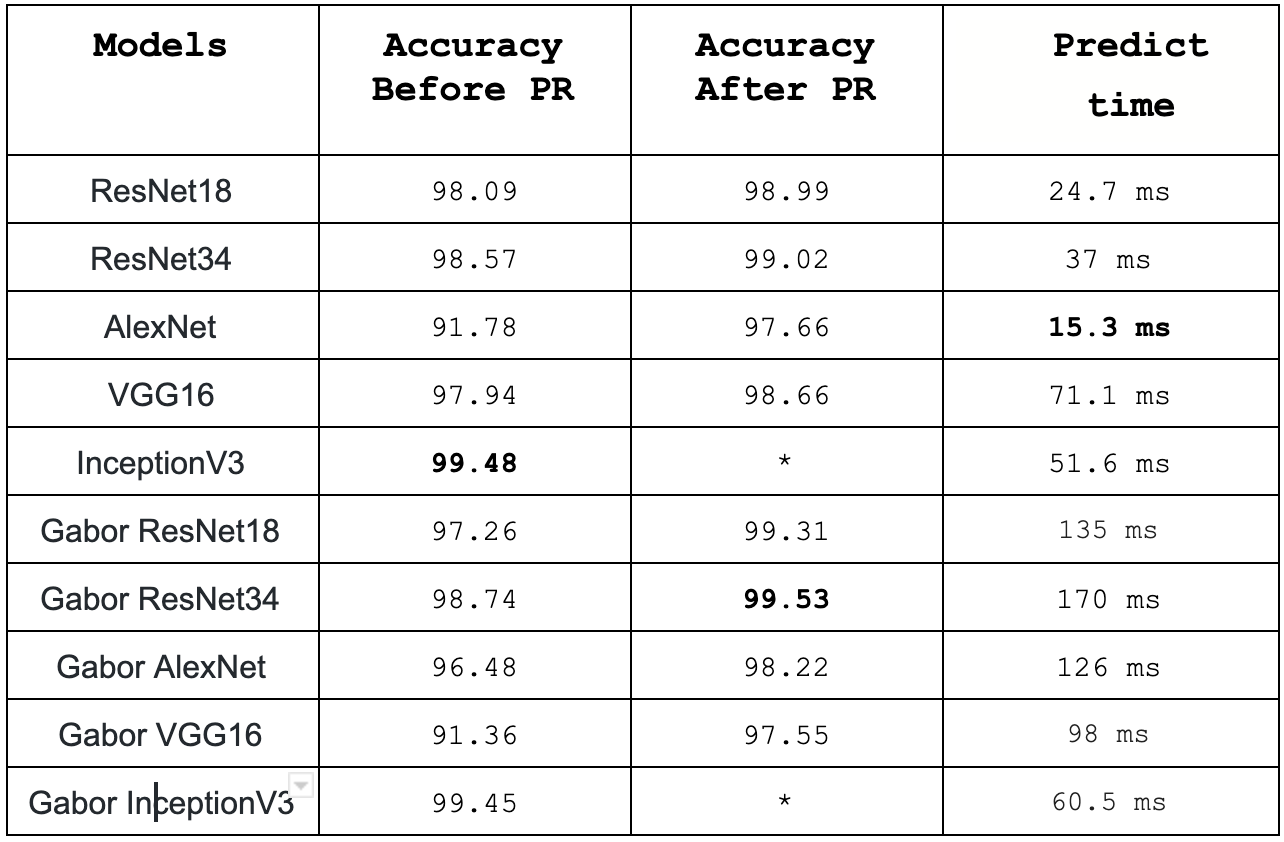 Models Accuracy Before PR Accuracy After PR Predict time
ResNet18 98.09 98.99 24.7 ms
ResNet34 98.57 99.02 37 ms
AlexNet 91.78 97.66 15.3 ms
VGG16 97.94 98.66 71.1 ms
InceptionV3 99.48 * 51.6 ms
Gabor ResNet18 97.26 99.31 135 ms
Gabor ResNet34 98.74 99.53 170 ms
Gabor AlexNet 96.48 98.22 126 ms
Gabor VGG16 91.36 97.55 98 ms
Gabor InceptionV3 99.45 * 60.5 ms